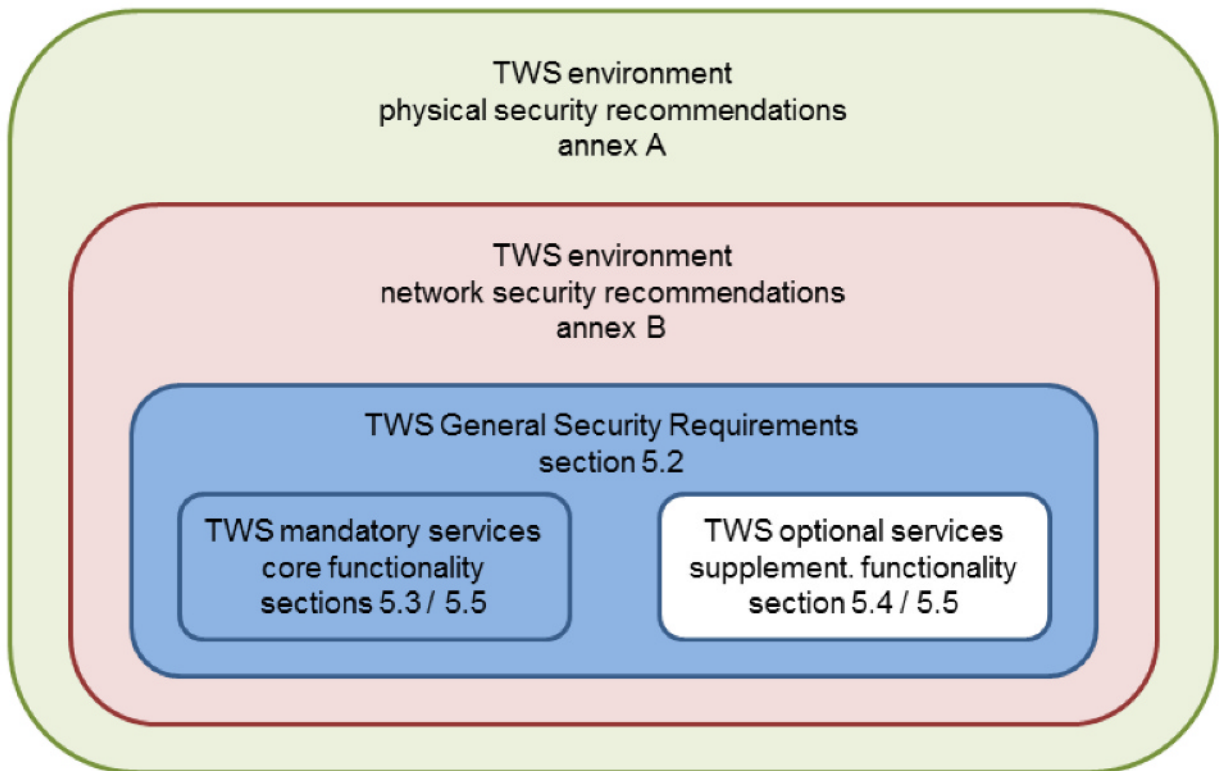 TWS environment
physical security recommendations
annex A
TWS environment
network security recommendations
annex B
TWS General Security Requirements
section 5.2
TWS mandatory services
core functionality
sections 5.3 / 5.5
TWS optional services
supplement. functionality
section 5.4 / 5.5